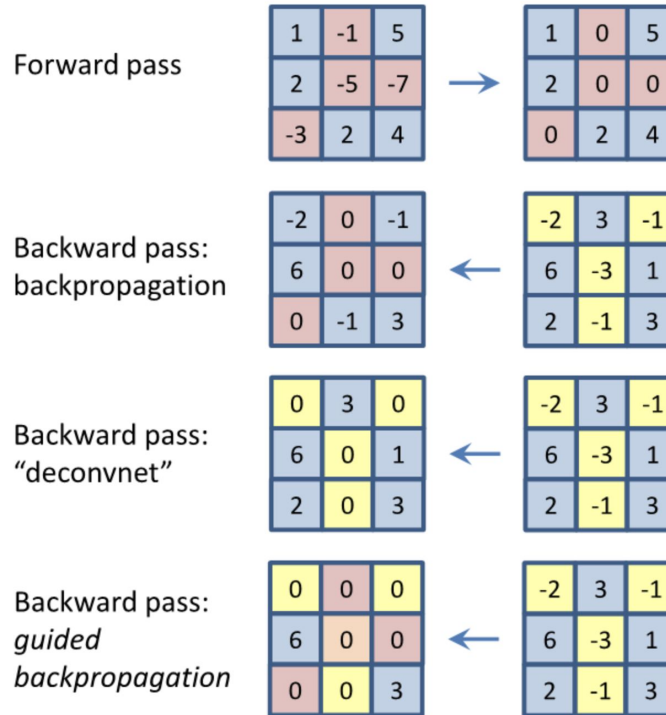 1 -1 5 1 0 5
Forward pass
2 -5 -7 2 0 0
-3 2 4 0 2 4
-2 0 -1 -2 3 -1
Backward pass:
6 0 0 6 -3 1
backpropagation
0 -1 3 2 -1 3
0 3 0 -2 3 -1
Backward pass:
6 0 1 6 -3 1
“deconvnet”
2 0 3 2 -1 3
0 0 0 -2 3 -1
Backward pass:
guided
6 0 0 6 -3 1
backpropagation
0 0 3 2 -1 3